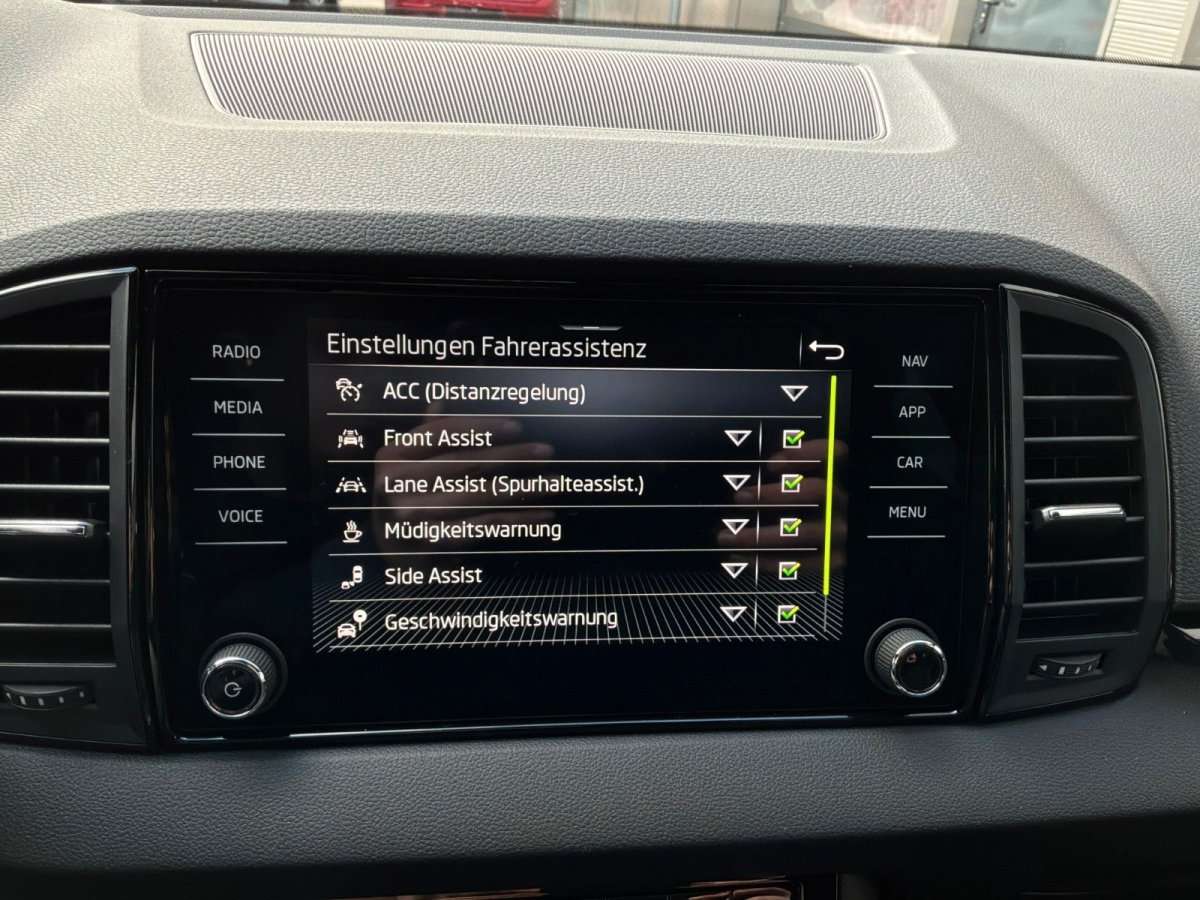 RADIO
MEDIA
PHONE
VOICE
Einstellungen Fahrerassistenz
ACC (Distanzregelung)
Front Assist
Lane Assist (Spurhalteassist.)
Müdigkeitswarnung
Side Assist
Geschwindigkeitswarnung
NAV
APP
CAR
MENU